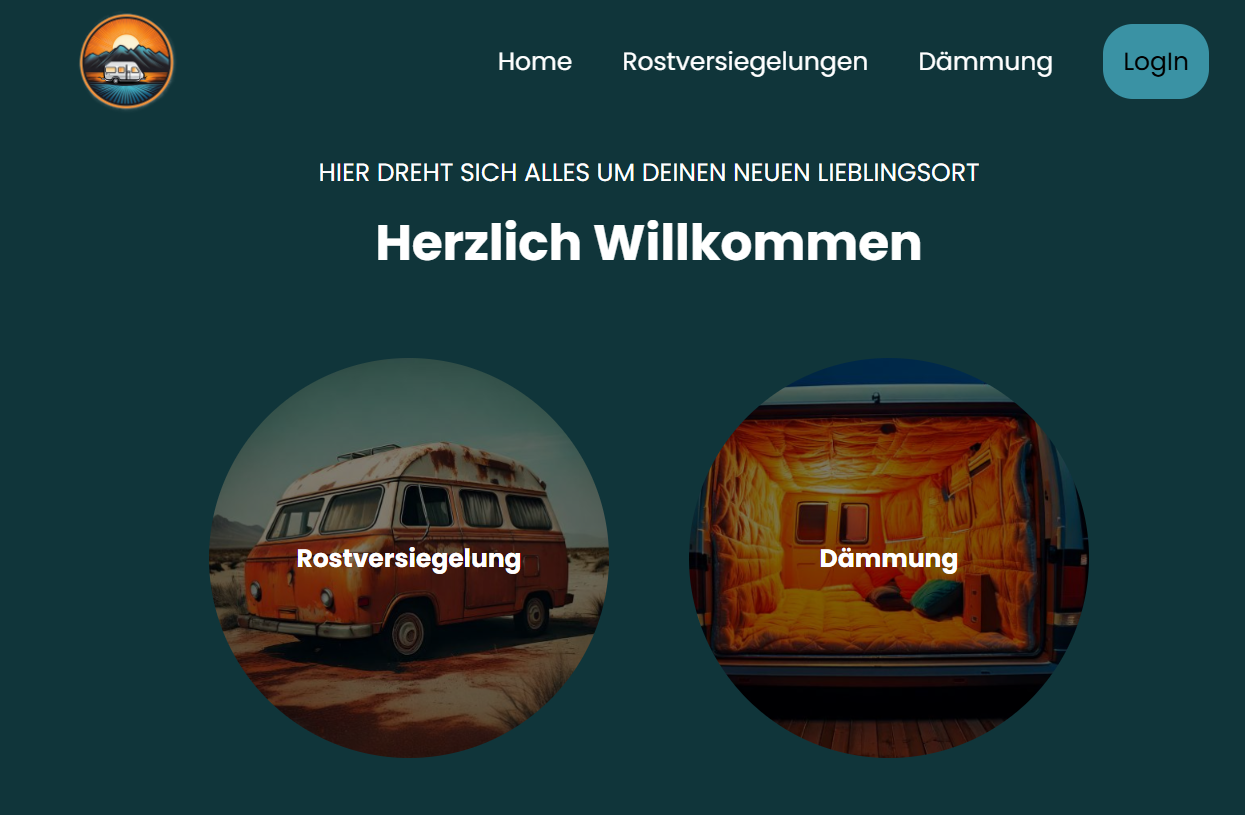 Home
Rostversiegelungen
Dämmung
LogIn
HIER DREHT SICH ALLES UM DEINEN NEUEN LIEBLINGSORT
Herzlich Willkommen
Rostversiegelung
Dämmung